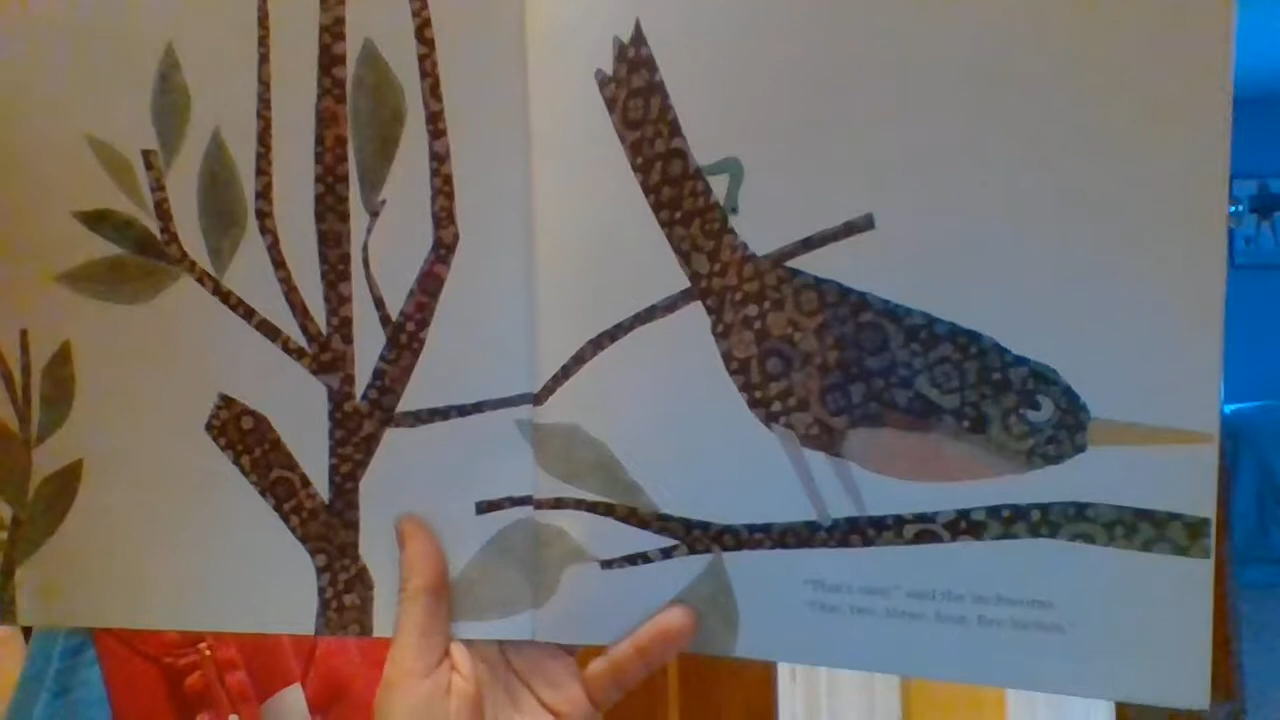 "That's easy," said the inchworm.
"One, two, three, four, five inches."